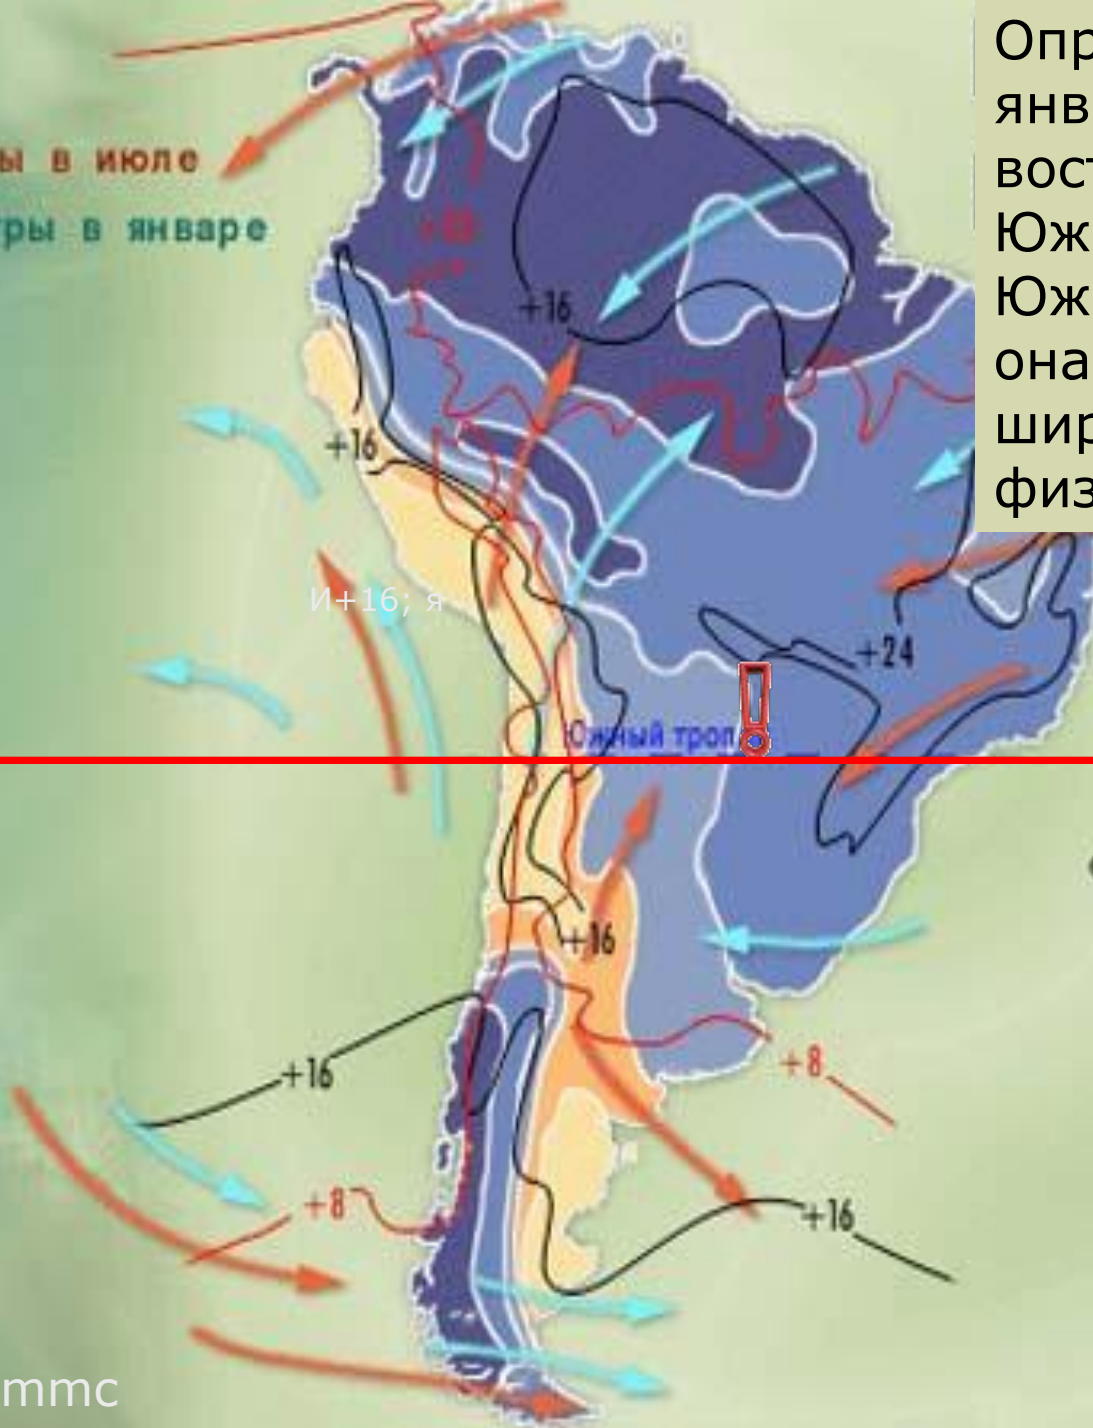 Опр
янв
вост
Юж
Юж
она
шир
физ
ы в июле
ры в январе
+16
+16
И+16; я
+24
Южный троп
+16
+16
+8
+8
+16
mmc